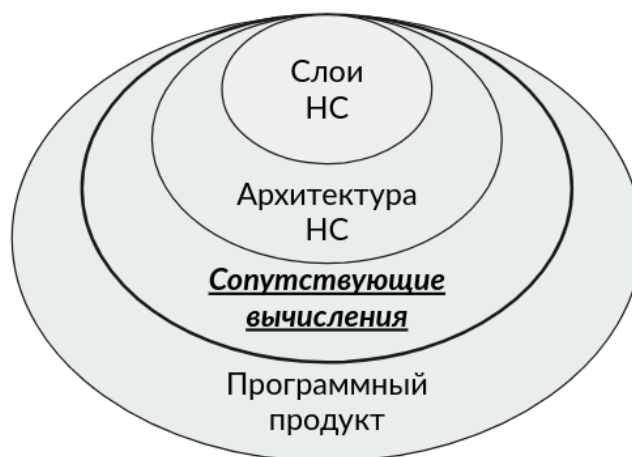 Слои
НС
Архитектура
НС
Сопутствующие
вычисления
Программный
продукт